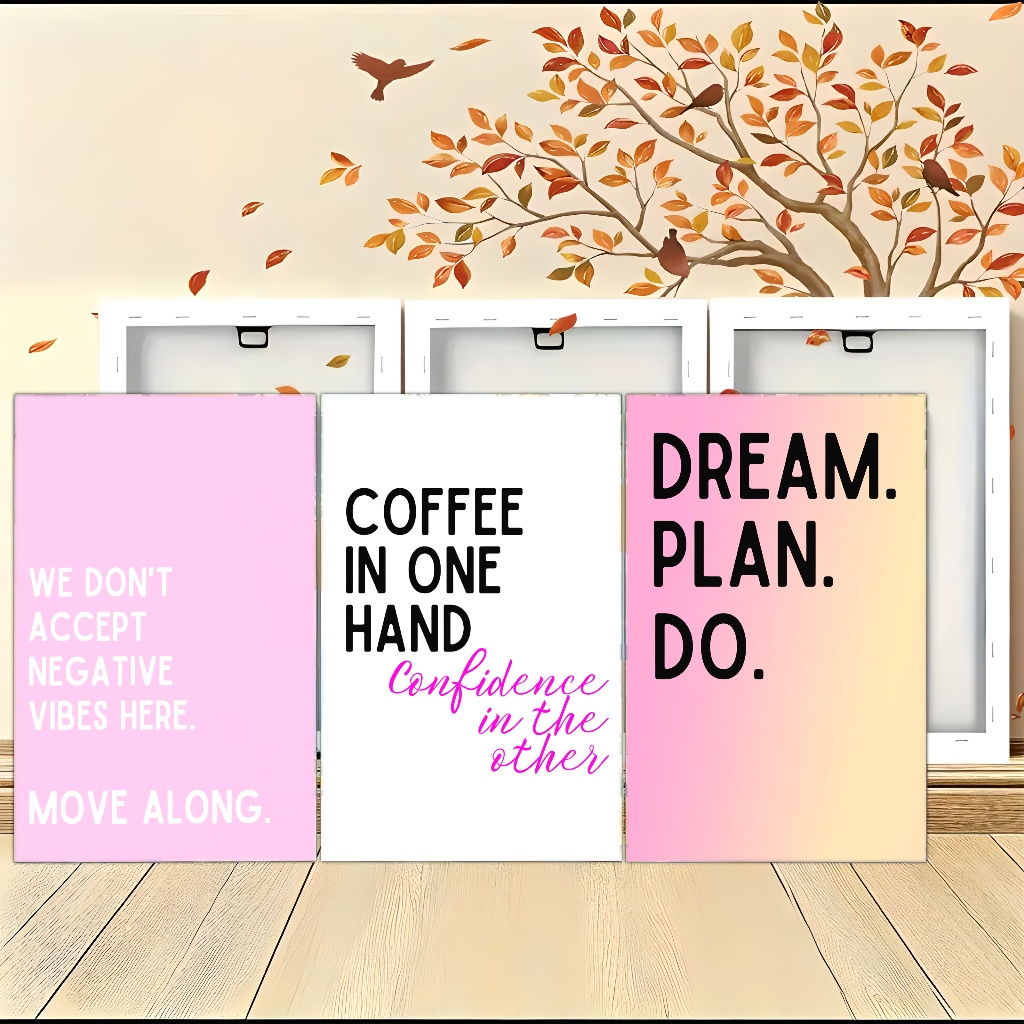 WE DON'T
ACCEPT
NEGATIVE
VIBES HERE.
MOVE ALONG.
COFFEE
IN ONE
HAND
Confidence
in the
other
DREAM.
PLAN.
DO.